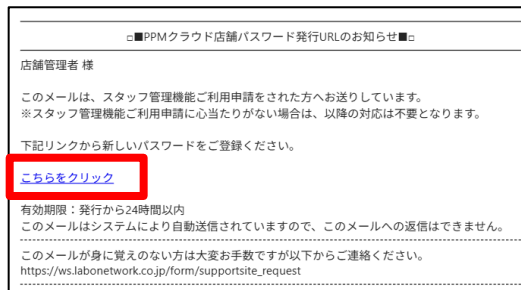 □■PPMクラウド店舗パスワード発行URLのお知らせ■□
店舗管理者 様
このメールは、スタッフ管理機能ご利用申請をされた方へお送りしています。
※スタッフ管理機能ご利用申請に心当たりがない場合は、以降の対応は不要となります。
下記リンクから新しいパスワードをご登録ください。
こちらをクリック
有効期限：発行から24時間以内
このメールはシステムにより自動送信されていますので、このメールへの返信はできません。
このメールが身に覚えのない方は大変お手数ですが以下からご連絡ください。
https://ws.labonetwork.co.jp/form/supportsite_request